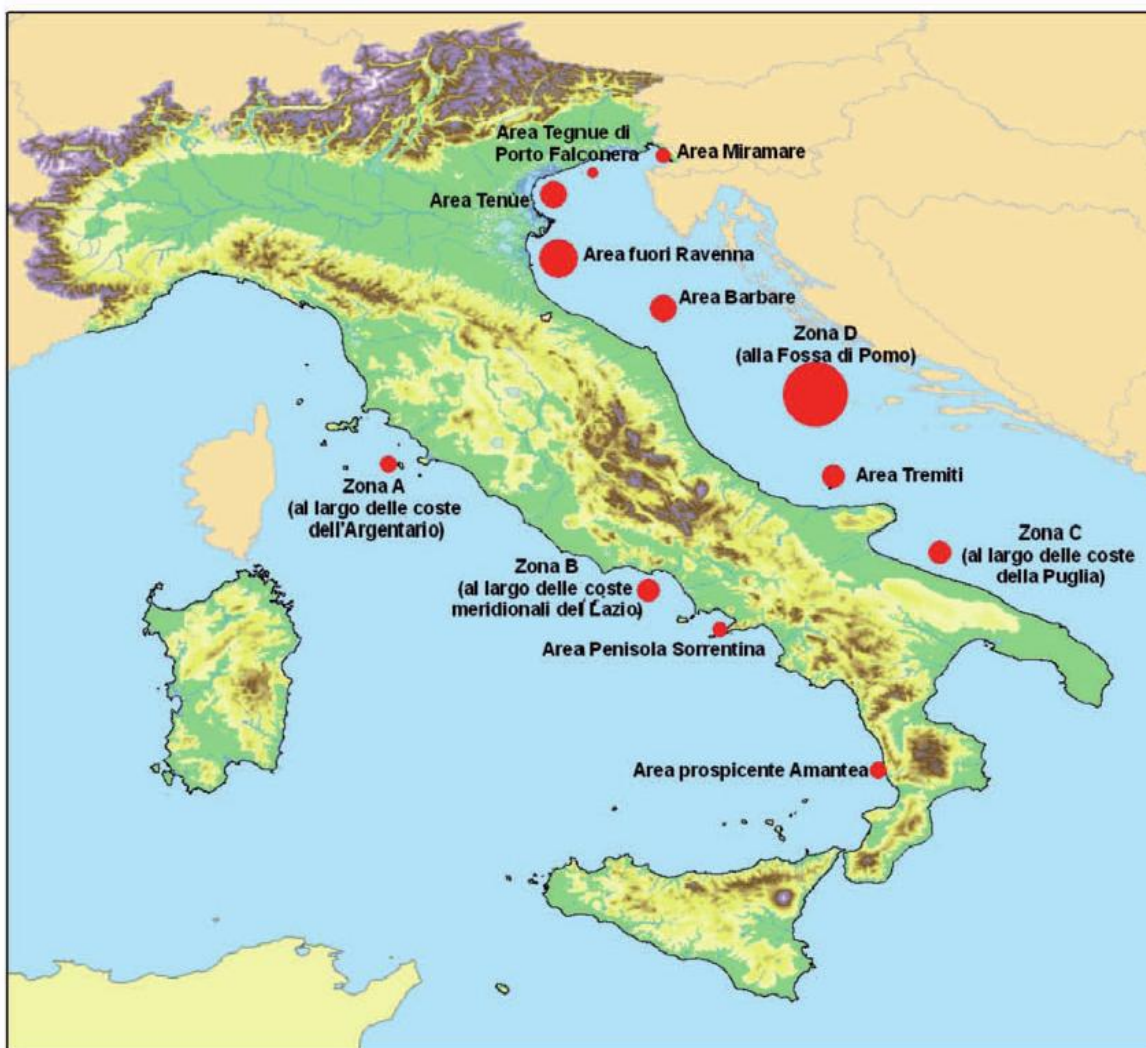 Area Tegnue di
Porto Falconera
Area Miramare
Area Tenùe
Area fuori Ravenna
Area Barbare
Zona D
(alla Fossa di Pomo)
Area Tremiti
Zona A
(al largo delle coste
dell'Argentario)
Zona C
(al largo delle coste
della Puglia)
Zona B
(al largo delle coste
meridionali del Lazio)
Area Penisola Sorrentina
Area prospicente Amantea